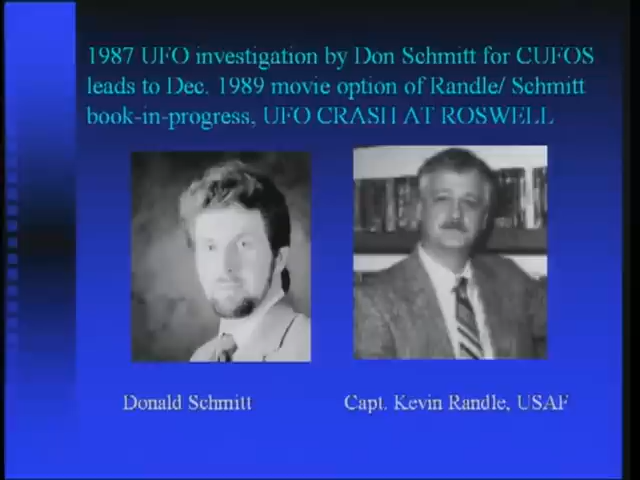 1987 UFO investigation by Don Schmitt for CUFOS
leads to Dec. 1989 movie option of Randle/ Schmitt
book-in-progress, UFO CRASH AT ROSWELL
Donald Schmitt
Capt. Kevin Randle, USAF